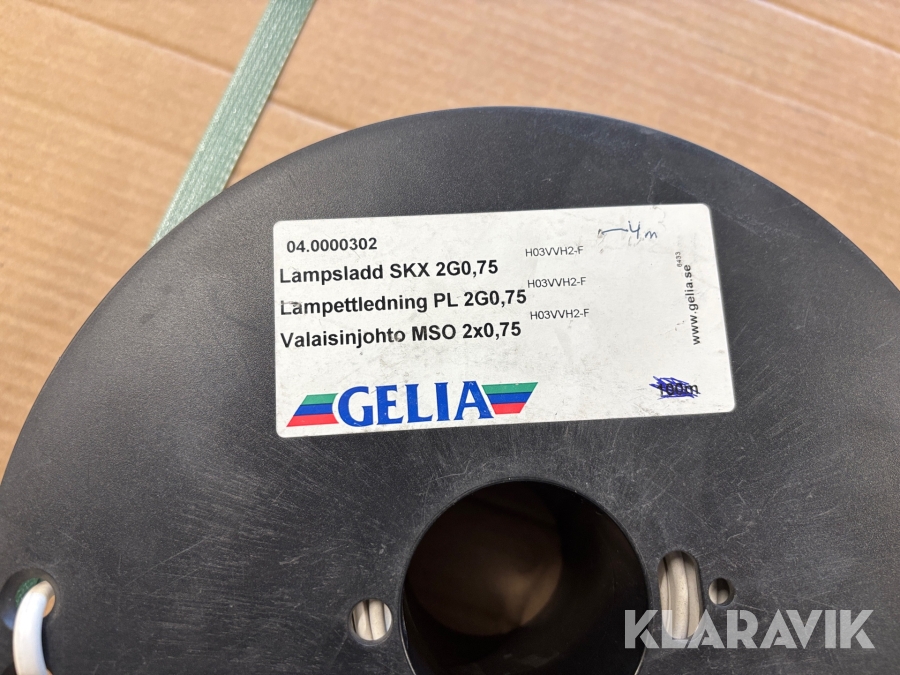 04.0000302
Lampsladd SKX 2G0,75 H03VVH2-F
Lampettledning PL 2G0,75 H03VVH2-F
Valaisinjohto MSO 2x0,75 H03VVH2-F
4m
www.gelia.se
100m
GELIA
KLARAVIK